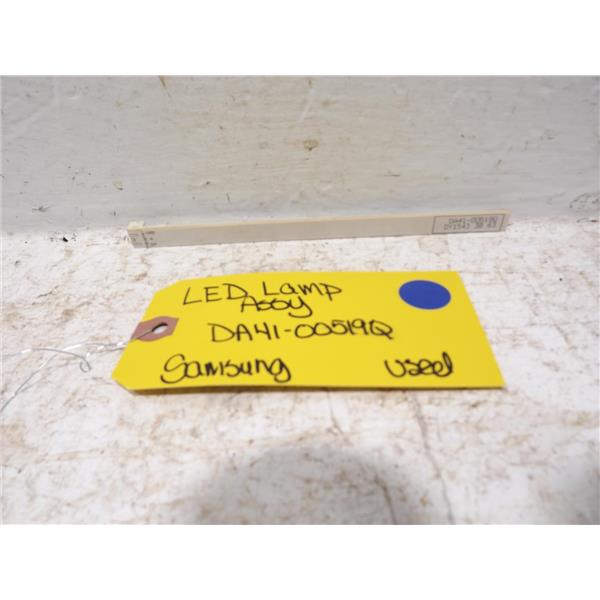 LED Lamp
Assy
DA41-00519Q
Samsung used